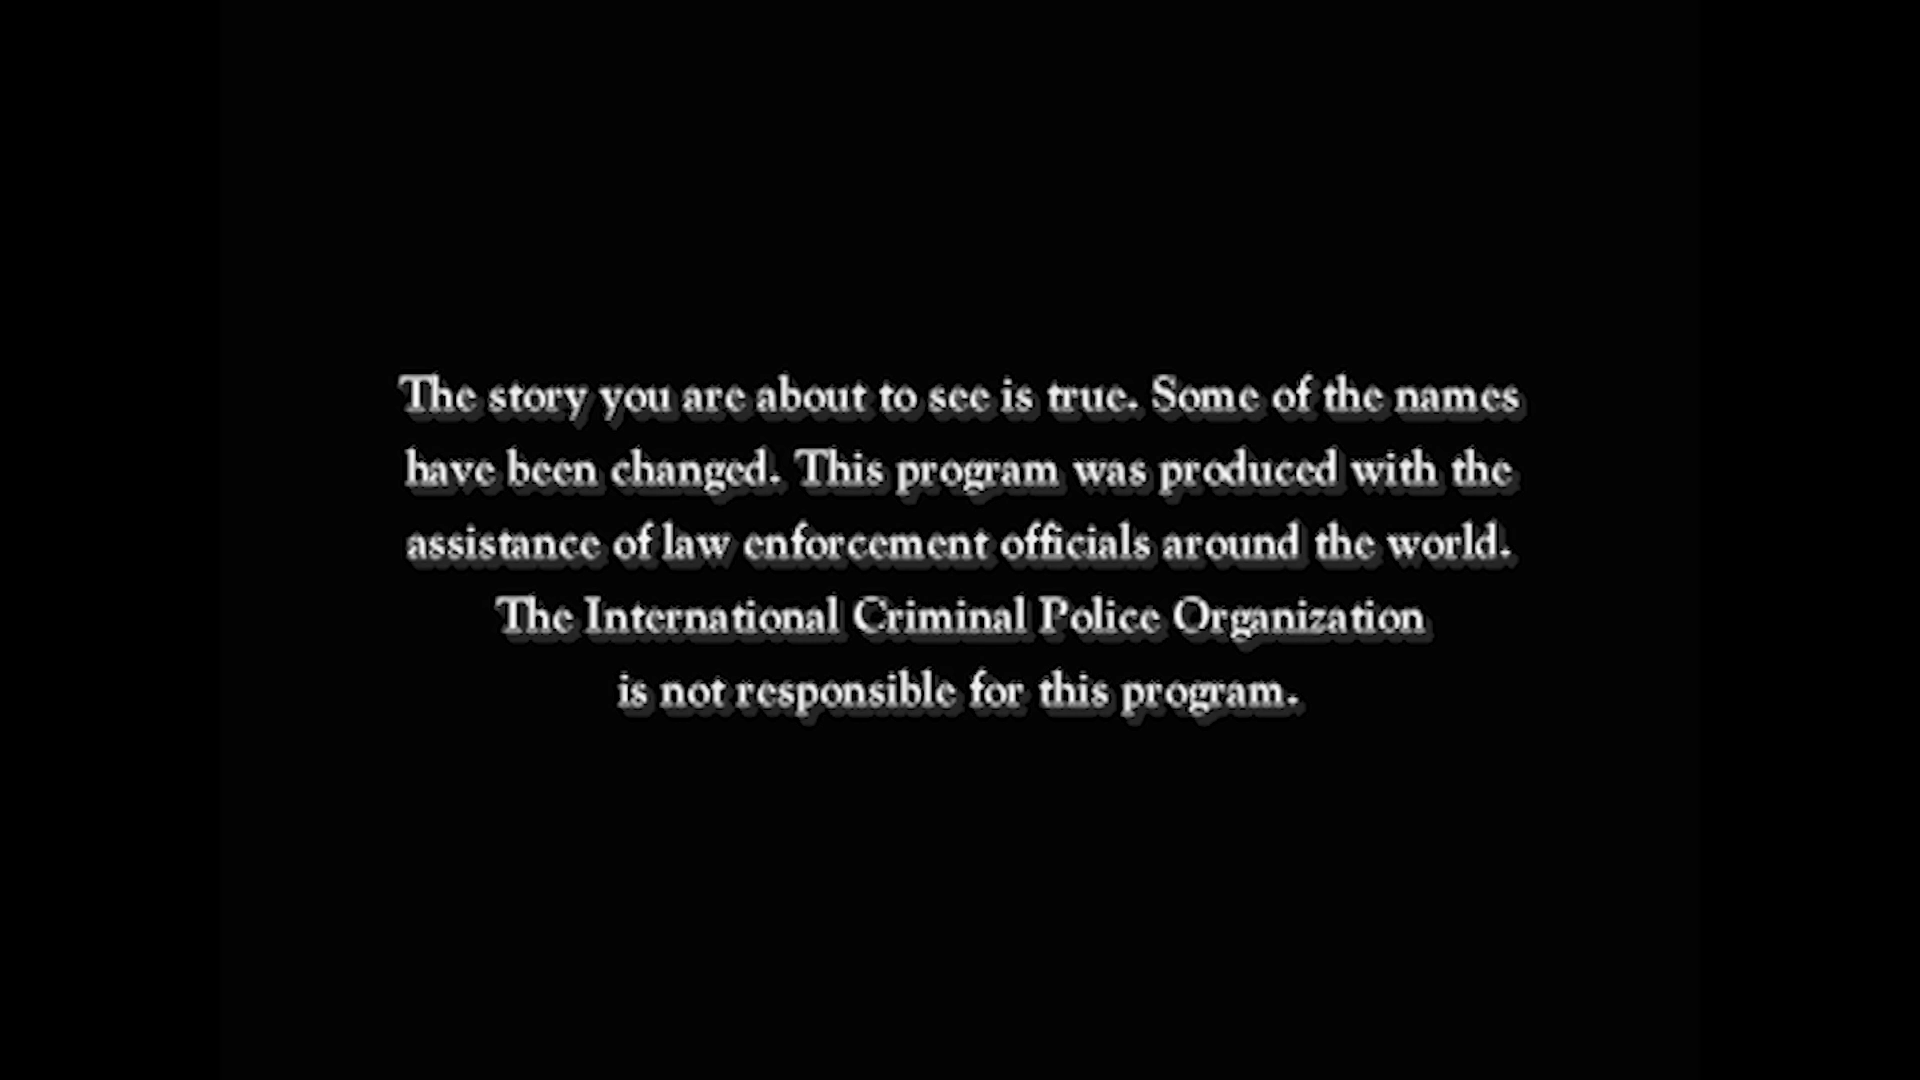 The story you are about to see is true. Some of the names
have been changed. This program was produced with the
assistance of law enforcement officials around the world.
The International Criminal Police Organization
is not responsible for this program.